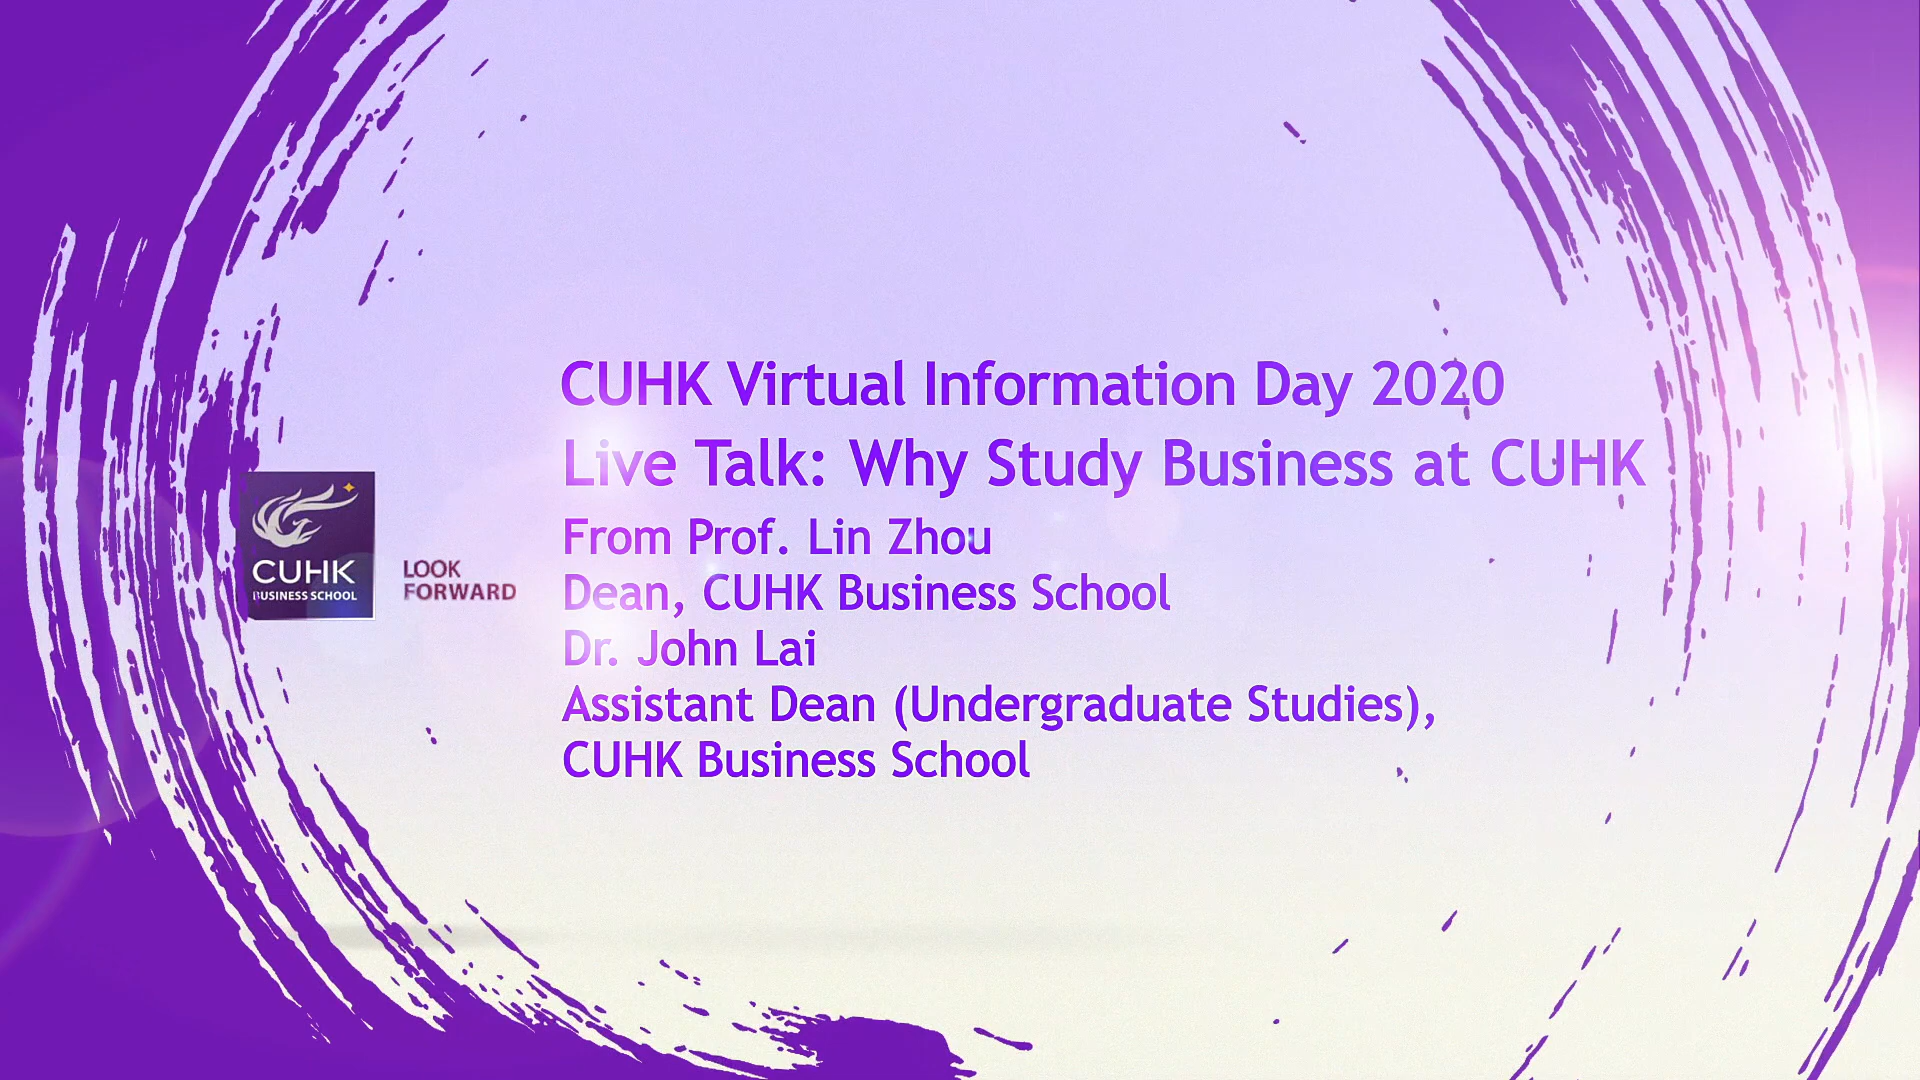 CUHK Virtual Information Day 2020
Live Talk: Why Study Business at CUHK
From Prof. Lin Zhou
Dean, CUHK Business School
Dr. John Lai
Assistant Dean (Undergraduate Studies),
CUHK Business School
CUHK
BUSINESS SCHOOL
LOOK
FORWARD